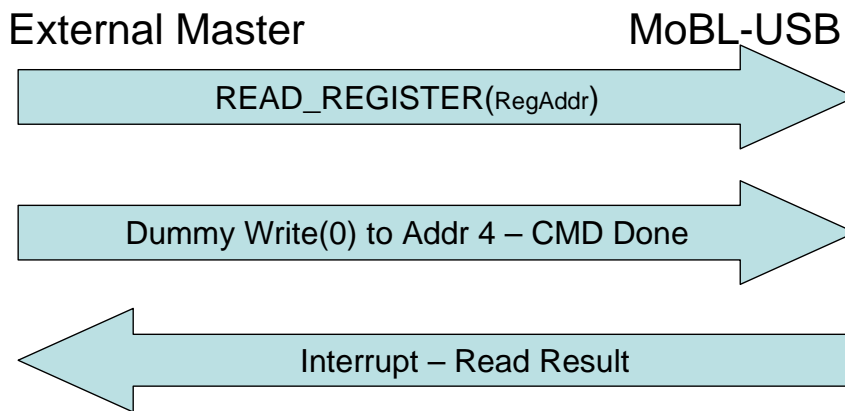 External Master MoBL-USB
READ_REGISTER(RegAddr)
Dummy Write(0) to Addr 4 – CMD Done
Interrupt – Read Result